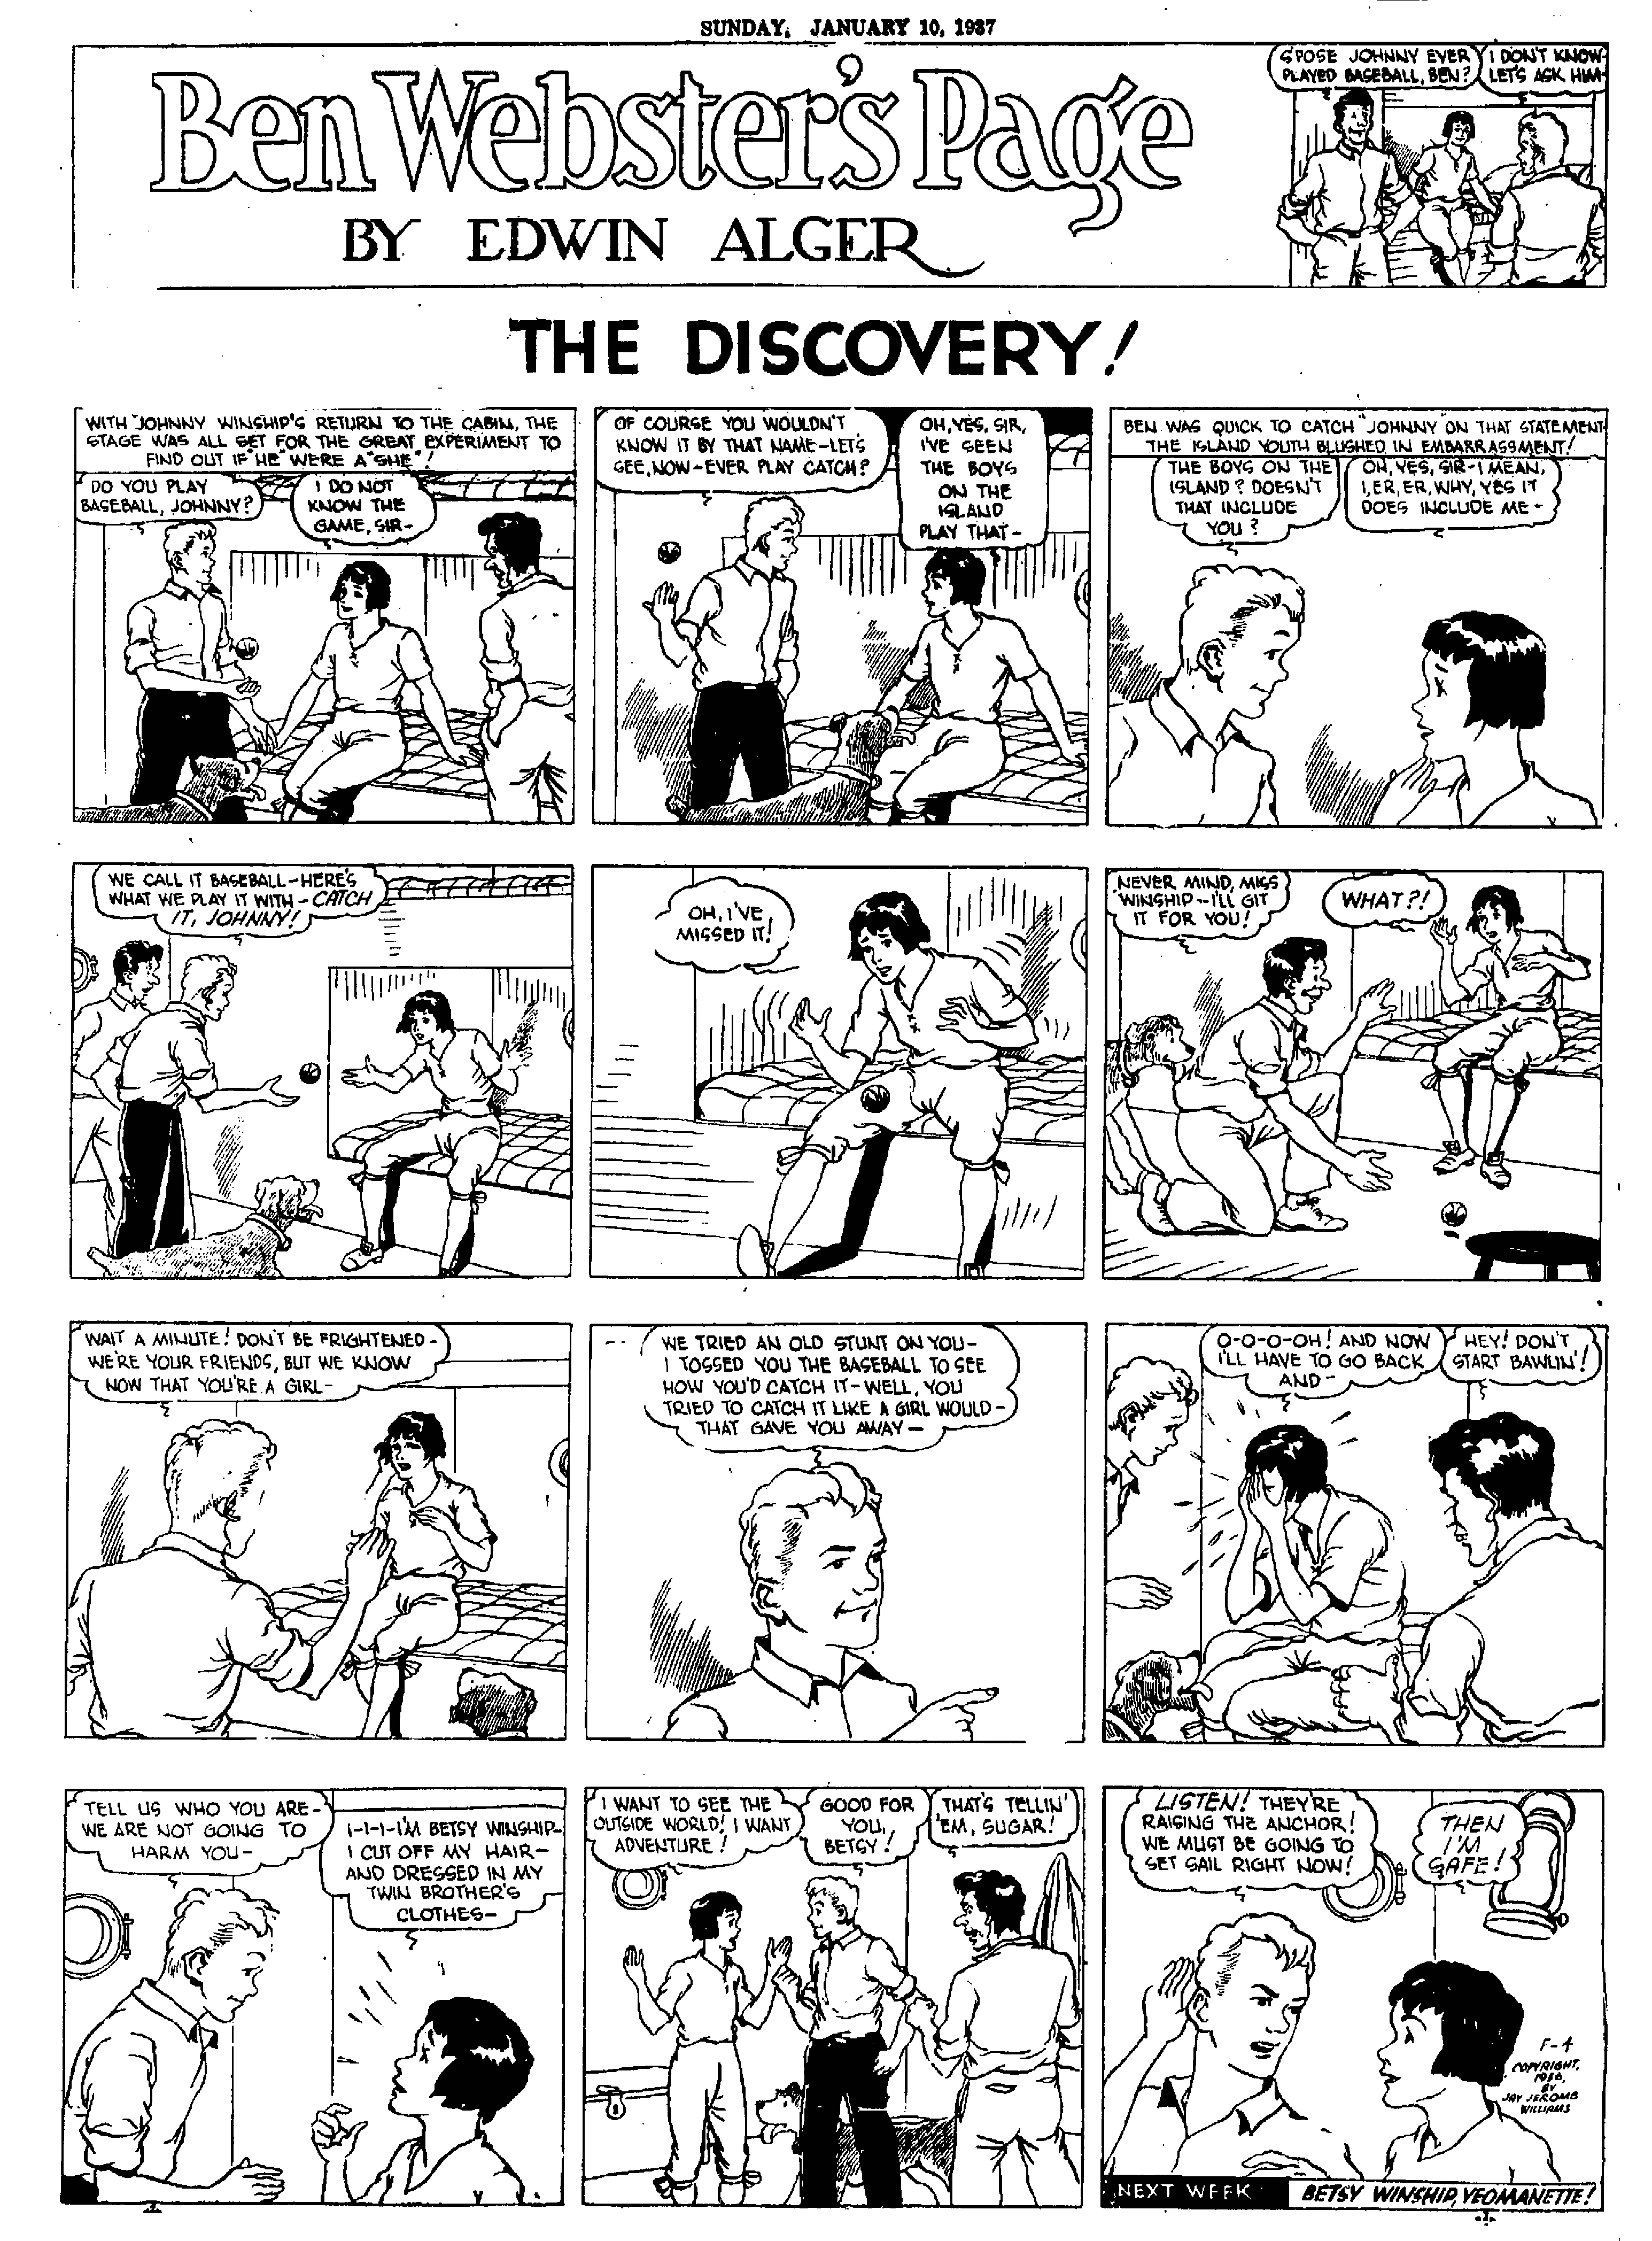 SUNDAY, JANUARY 10, 1937
Ben Webster's Page
BY EDWIN ALGER
S'POSE JOHNNY EVER
PLAYED BASEBALL, BEN?
I DON'T KNOW-
LET'S ASK HIM-
THE DISCOVERY!
WITH "JOHNNY WINSHIP'S RETURN TO THE CABIN, THE
STAGE WAS ALL SET FOR THE GREAT EXPERIMENT TO
FIND OUT IF "HE" WERE A "SHE"!
DO YOU PLAY
BASEBALL, JOHNNY?
I DO NOT
KNOW THE
GAME, SIR-
OF COURSE YOU WOULDN'T
KNOW IT BY THAT NAME-LET'S
SEE, NOW-EVER PLAY CATCH?
OH, YES, SIR,
I'VE SEEN
THE BOYS
ON THE
ISLAND
PLAY THAT-
BEN WAS QUICK TO CATCH "JOHNNY" ON THAT STATEMENT
THE ISLAND YOUTH BLUSHED IN EMBARRASSMENT!
THE BOYS ON THE
ISLAND? DOESN'T
THAT INCLUDE
YOU?
OH, YES, SIR-I MEAN,
I, ER, ER, WHY, YES IT
DOES INCLUDE ME-
WE CALL IT BASEBALL-HERE'S
WHAT WE PLAY IT WITH-CATCH
IT, JOHNNY!
OH, I'VE
MISSED IT!
NEVER MIND, MISS
WINSHIP--I'LL GIT
IT FOR YOU!
WHAT?!
WAIT A MINUTE! DON'T BE FRIGHTENED-
WE'RE YOUR FRIENDS, BUT WE KNOW
NOW THAT YOU'RE A GIRL-
WE TRIED AN OLD STUNT ON YOU-
I TOSSED YOU THE BASEBALL TO SEE
HOW YOU'D CATCH IT-WELL, YOU
TRIED TO CATCH IT LIKE A GIRL WOULD-
THAT GAVE YOU AWAY-
O-O-O-OH! AND NOW
I'LL HAVE TO GO BACK
AND-
HEY! DON'T
START BAWLIN'!
TELL US WHO YOU ARE-
WE ARE NOT GOING TO
HARM YOU-
I-I-I-I'M BETSY WINSHIP-
I CUT OFF MY HAIR-
AND DRESSED IN MY
TWIN BROTHER'S
CLOTHES-
I WANT TO SEE THE
OUTSIDE WORLD! I WANT
ADVENTURE!
GOOD FOR
YOU,
BETSY!
THAT'S TELLIN'
'EM, SUGAR!
LISTEN! THEY'RE
RAISING THE ANCHOR!
WE MUST BE GOING TO
SET SAIL RIGHT NOW!
THEN
I'M
SAFE!
F-4
COPYRIGHT,
1936,
BY
JAY JEROME
WILLIAMS
NEXT WEEK
BETSY WINSHIP, YEOMANETTE!